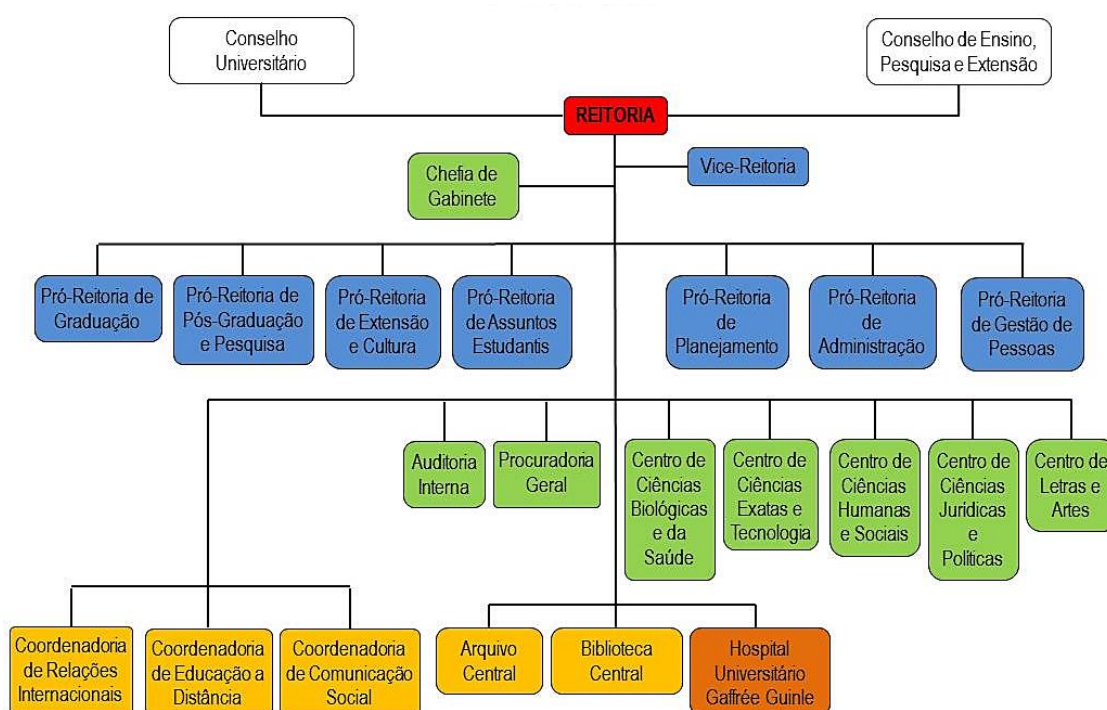 Conselho
Universitário
Conselho de Ensino,
Pesquisa e Extensão
REITORIA
Vice-Reitoria
Chefia de
Gabinete
Pró-Reitoria de
Graduação
Pró-Reitoria de
Pós-Graduação
e Pesquisa
Pró-Reitoria
de Extensão
e Cultura
Pró-Reitoria
de Assuntos
Estudantis
Pró-Reitoria
de
Planejamento
Pró-Reitoria
de
Administração
Pró-Reitoria
de Gestão de
Pessoas
Auditoria
Interna
Procuradoria
Geral
Centro de
Ciências
Biológicas
e da
Saúde
Centro de
Ciências
Exatas e
Tecnologia
Centro de
Ciências
Humanas
e Sociais
Centro de
Ciências
Jurídicas
e
Políticas
Centro de
Letras e
Artes
Coordenadoria
de Relações
Internacionais
Coordenadoria
de Educação a
Distância
Coordenadoria
de Comunicação
Social
Arquivo
Central
Biblioteca
Central
Hospital
Universitário
Gaffrée Guinle